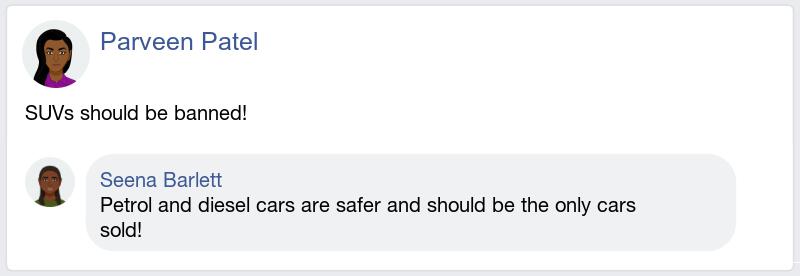 Parveen Patel
SUVs should be banned!
Seena Barlett
Petrol and diesel cars are safer and should be the only cars
sold!